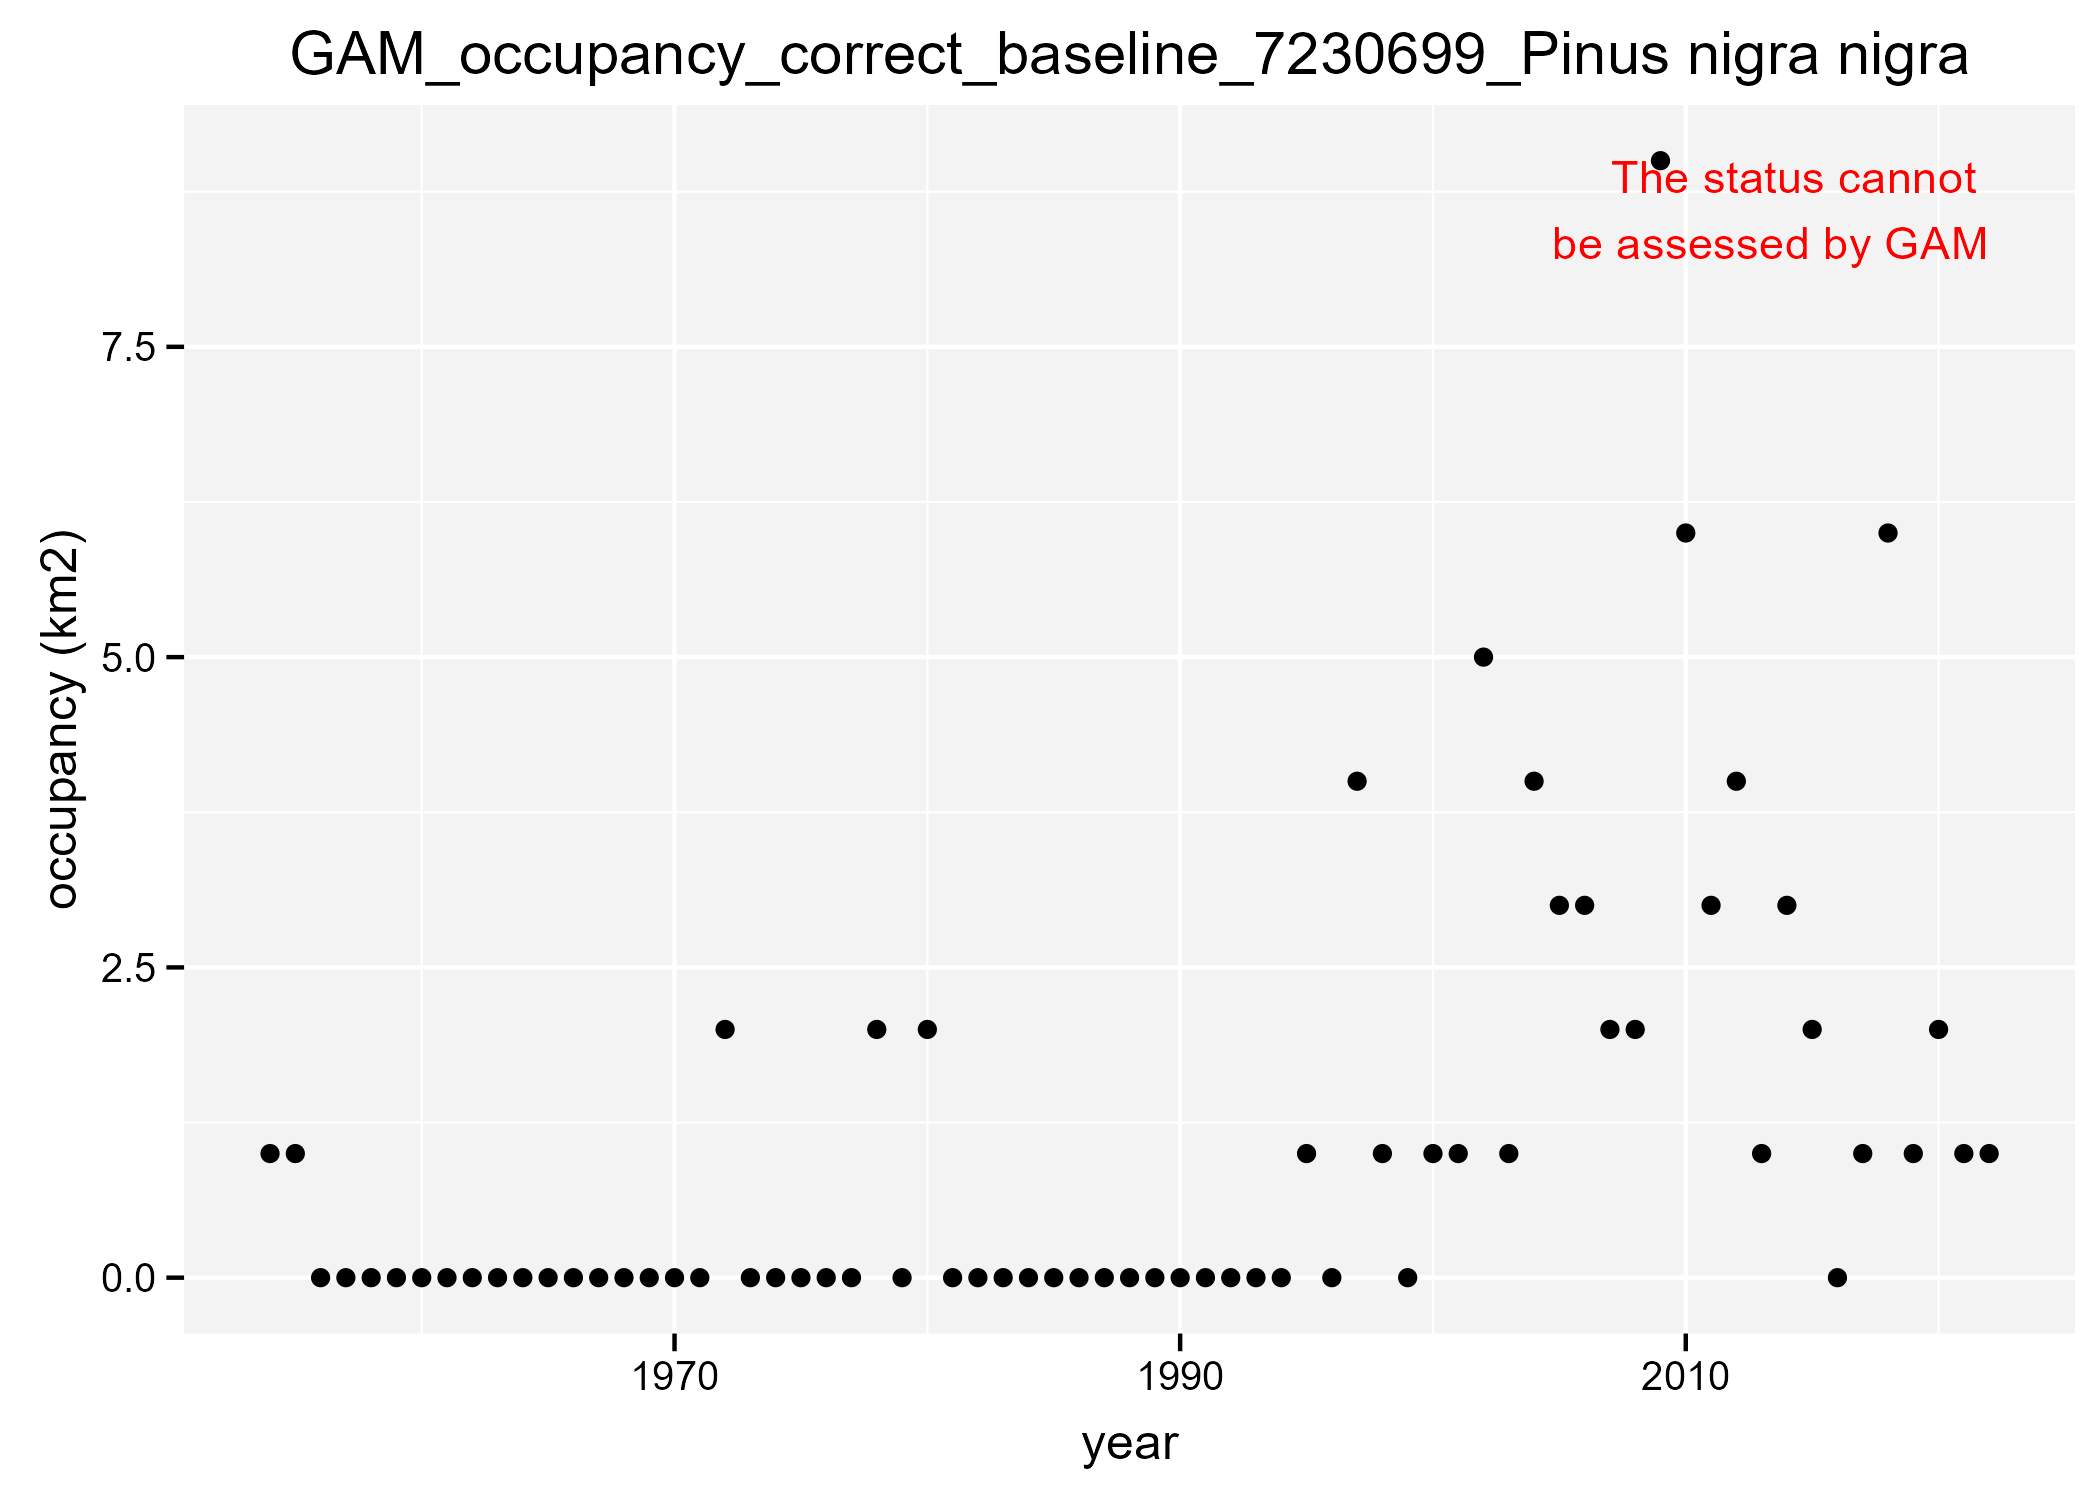 GAM_occupancy_correct_baseline_7230699_Pinus nigra nigra
The status cannot
be assessed by GAM
occupancy (km2)
7.5
5.0
2.5
0.0
1970
1990
2010
year